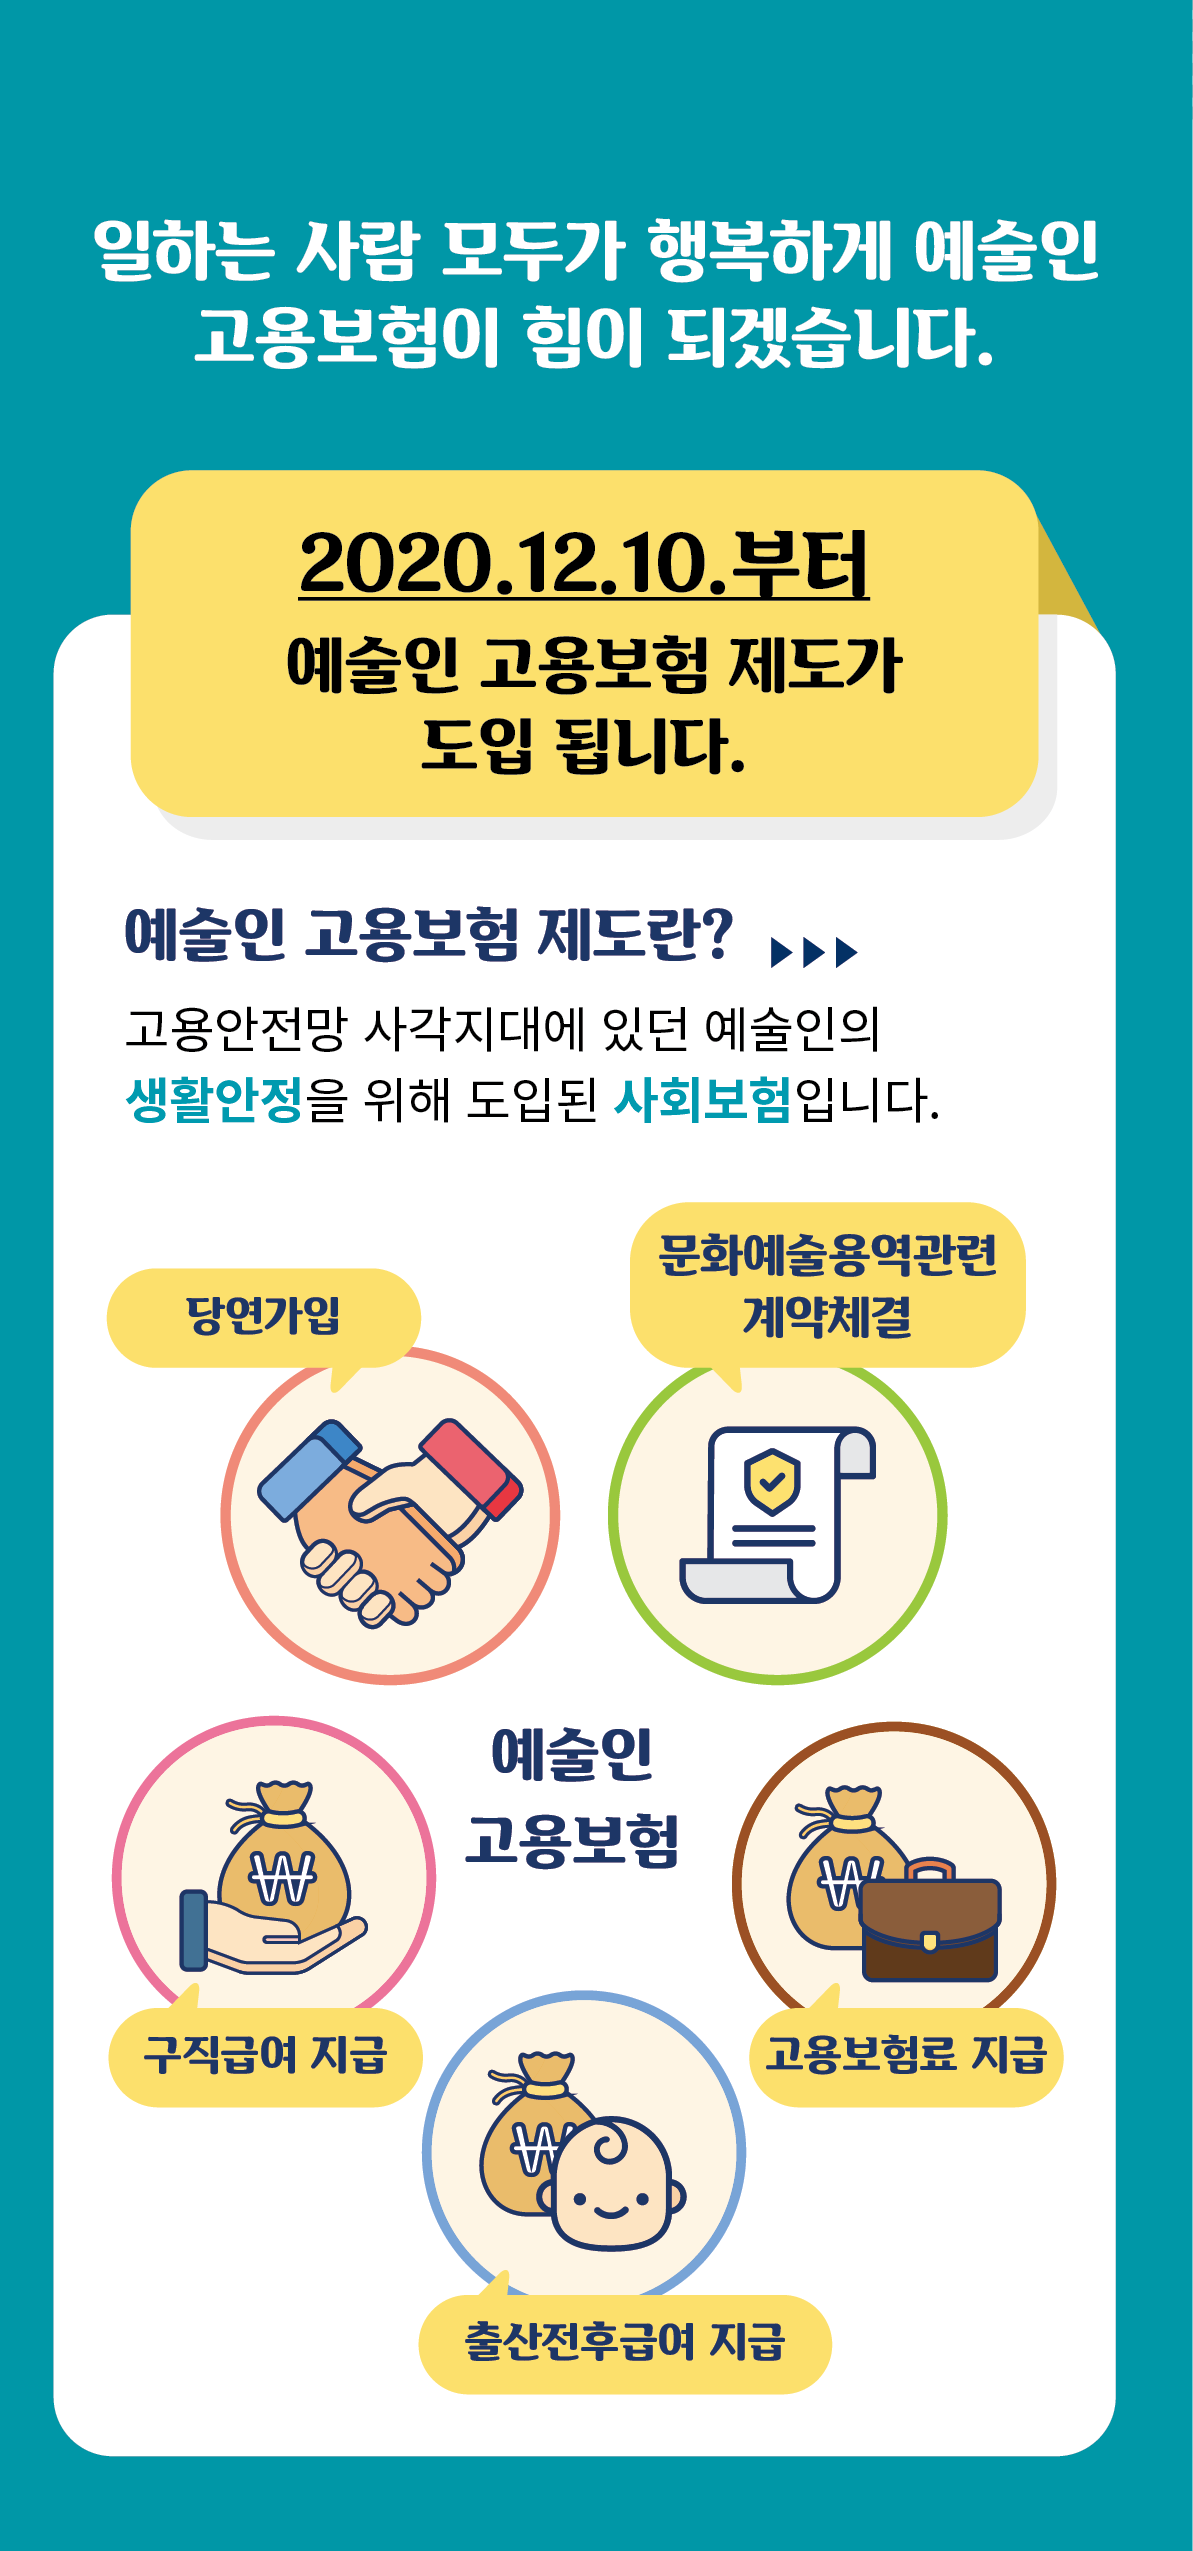 일하는 사람 모두가 행복하게 예술인
고용보험이 힘이 되겠습니다.
2020.12.10.부터
예술인 고용보험 제도가
도입 됩니다.
예술인 고용보험 제도란?
고용안전망 사각지대에 있던 예술인의
생활안정을 위해 도입된 사회보험입니다.
당연가입
문화예술용역관련
계약체결
예술인
고용보험
구직급여 지급
고용보험료 지급
출산전후급여 지급